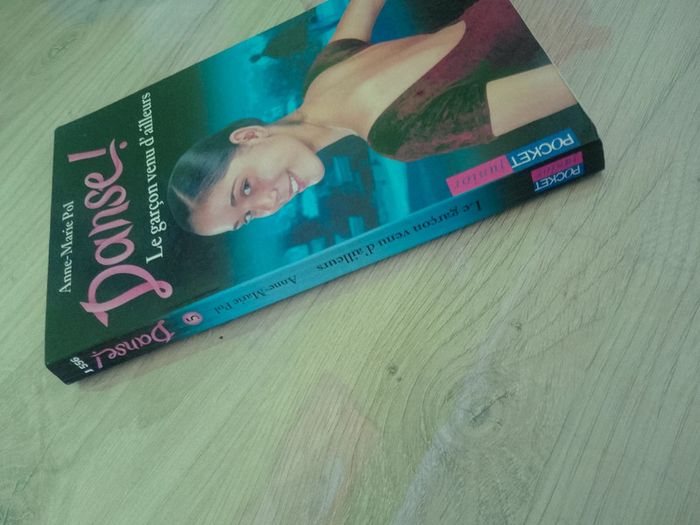 Anne-Marie Pol
Danse!
Le garçon venu d'ailleurs
POCKET
junior
J 556
Danse!
5
Anne-Marie Pol
Le garçon venu d'ailleurs
POCKET
junior